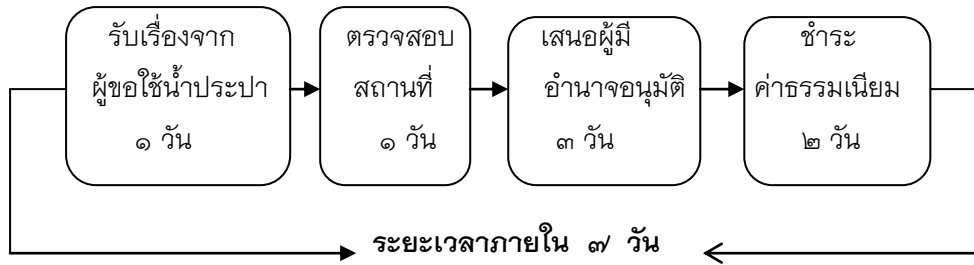 รับเรื่องจาก
ผู้ขอใช้น้ำประปา
๑ วัน
ตรวจสอบ
สถานที่
๑ วัน
เสนอผู้มี
อำนาจอนุมัติ
๓ วัน
ชำระ
ค่าธรรมเนียม
๒ วัน
ระยะเวลาภายใน ๗ วัน